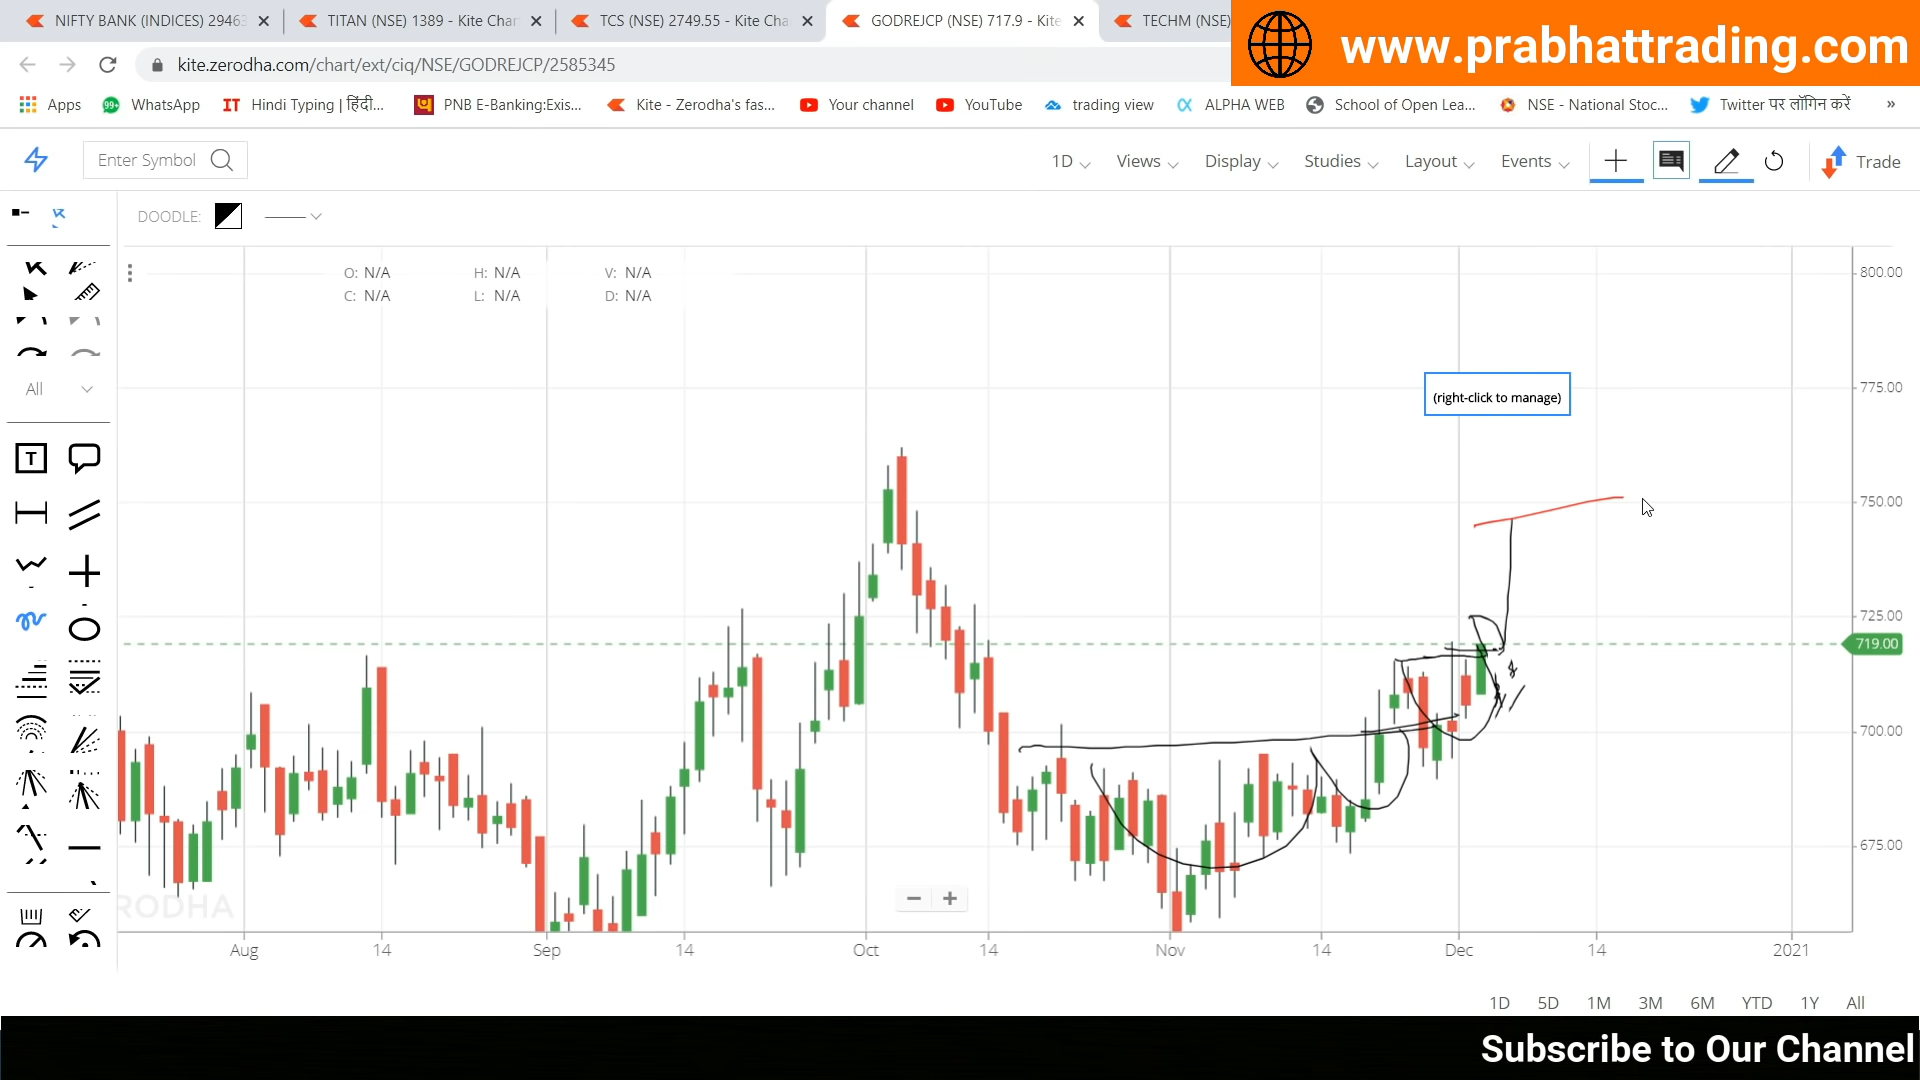 NIFTY BANK (INDICES) 2946
TITAN (NSE) 1389 - Kite Char
TCS (NSE) 2749.55 - Kite Cha
GODREJCP (NSE) 717.9 - Kite
TECHM (NSE)
www.prabhattrading.com
kite.zerodha.com/chart/ext/ciq/NSE/GODREJCP/2585345
Apps
99+
WhatsApp
IT
Hindi Typing | हिंदी...
PNB E-Banking:Exis...
Kite - Zerodha's fas...
Your channel
YouTube
trading view
ALPHA WEB
School of Open Lea...
NSE - National Stoc...
Twitter पर लॉगिन करें
»
Enter Symbol
1D
Views
Display
Studies
Layout
Events
Trade
DOODLE:
O: N/A
H: N/A
V: N/A
C: N/A
L: N/A
D: N/A
All
T
(right-click to manage)
800.00
775.00
750.00
725.00
719.00
700.00
675.00
RODHA
Aug
14
Sep
14
Oct
14
Nov
14
Dec
14
2021
1D
5D
1M
3M
6M
YTD
1Y
All
Subscribe to Our Channel